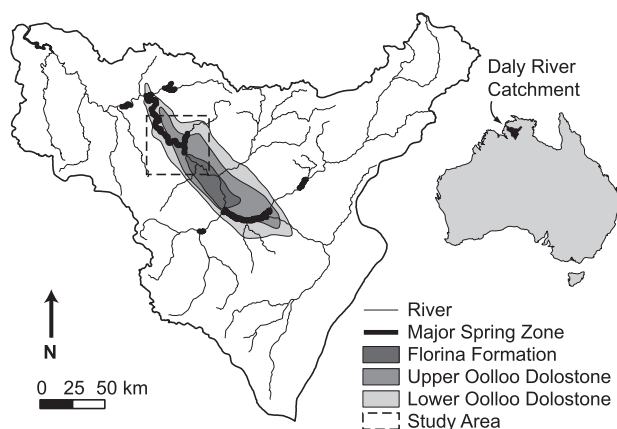 Daly River
Catchment
N
0 25 50 km
River
Major Spring Zone
Florina Formation
Upper Oolloo Dolostone
Lower Oolloo Dolostone
Study Area